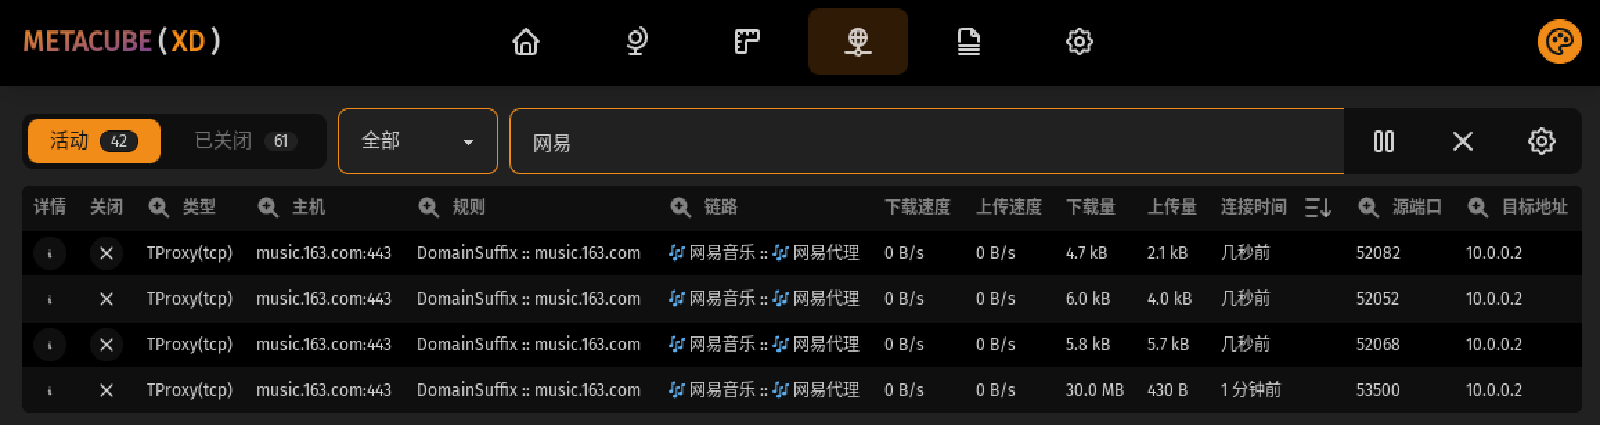 METACUBE(XD)
活动 42 已关闭 61 全部 网易
详情 关闭 类型 主机 规则 链路 下载速度 上传速度 下载量 上传量 连接时间 源端口 目标地址
TProxy(tcp) music.163.com:443 DomainSuffix :: music.163.com 🎶 网易音乐 :: 🎶 网易代理 0 B/s 0 B/s 4.7 kB 2.1 kB 几秒前 52082 10.0.0.2
TProxy(tcp) music.163.com:443 DomainSuffix :: music.163.com 🎶 网易音乐 :: 🎶 网易代理 0 B/s 0 B/s 6.0 kB 4.0 kB 几秒前 52052 10.0.0.2
TProxy(tcp) music.163.com:443 DomainSuffix :: music.163.com 🎶 网易音乐 :: 🎶 网易代理 0 B/s 0 B/s 5.8 kB 5.7 kB 几秒前 52068 10.0.0.2
TProxy(tcp) music.163.com:443 DomainSuffix :: music.163.com 🎶 网易音乐 :: 🎶 网易代理 0 B/s 0 B/s 30.0 MB 430 B 1 分钟前 53500 10.0.0.2